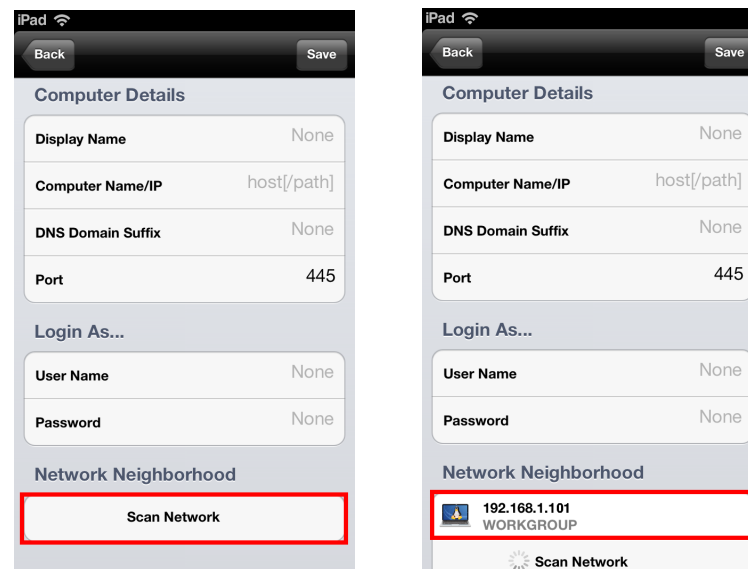 iPad
Back Save
Computer Details
Display Name None
Computer Name/IP host[/path]
DNS Domain Suffix None
Port 445
Login As...
User Name None
Password None
Network Neighborhood
Scan Network
iPad
Back Save
Computer Details
Display Name None
Computer Name/IP host[/path]
DNS Domain Suffix None
Port 445
Login As...
User Name None
Password None
Network Neighborhood
192.168.1.101
WORKGROUP
Scan Network